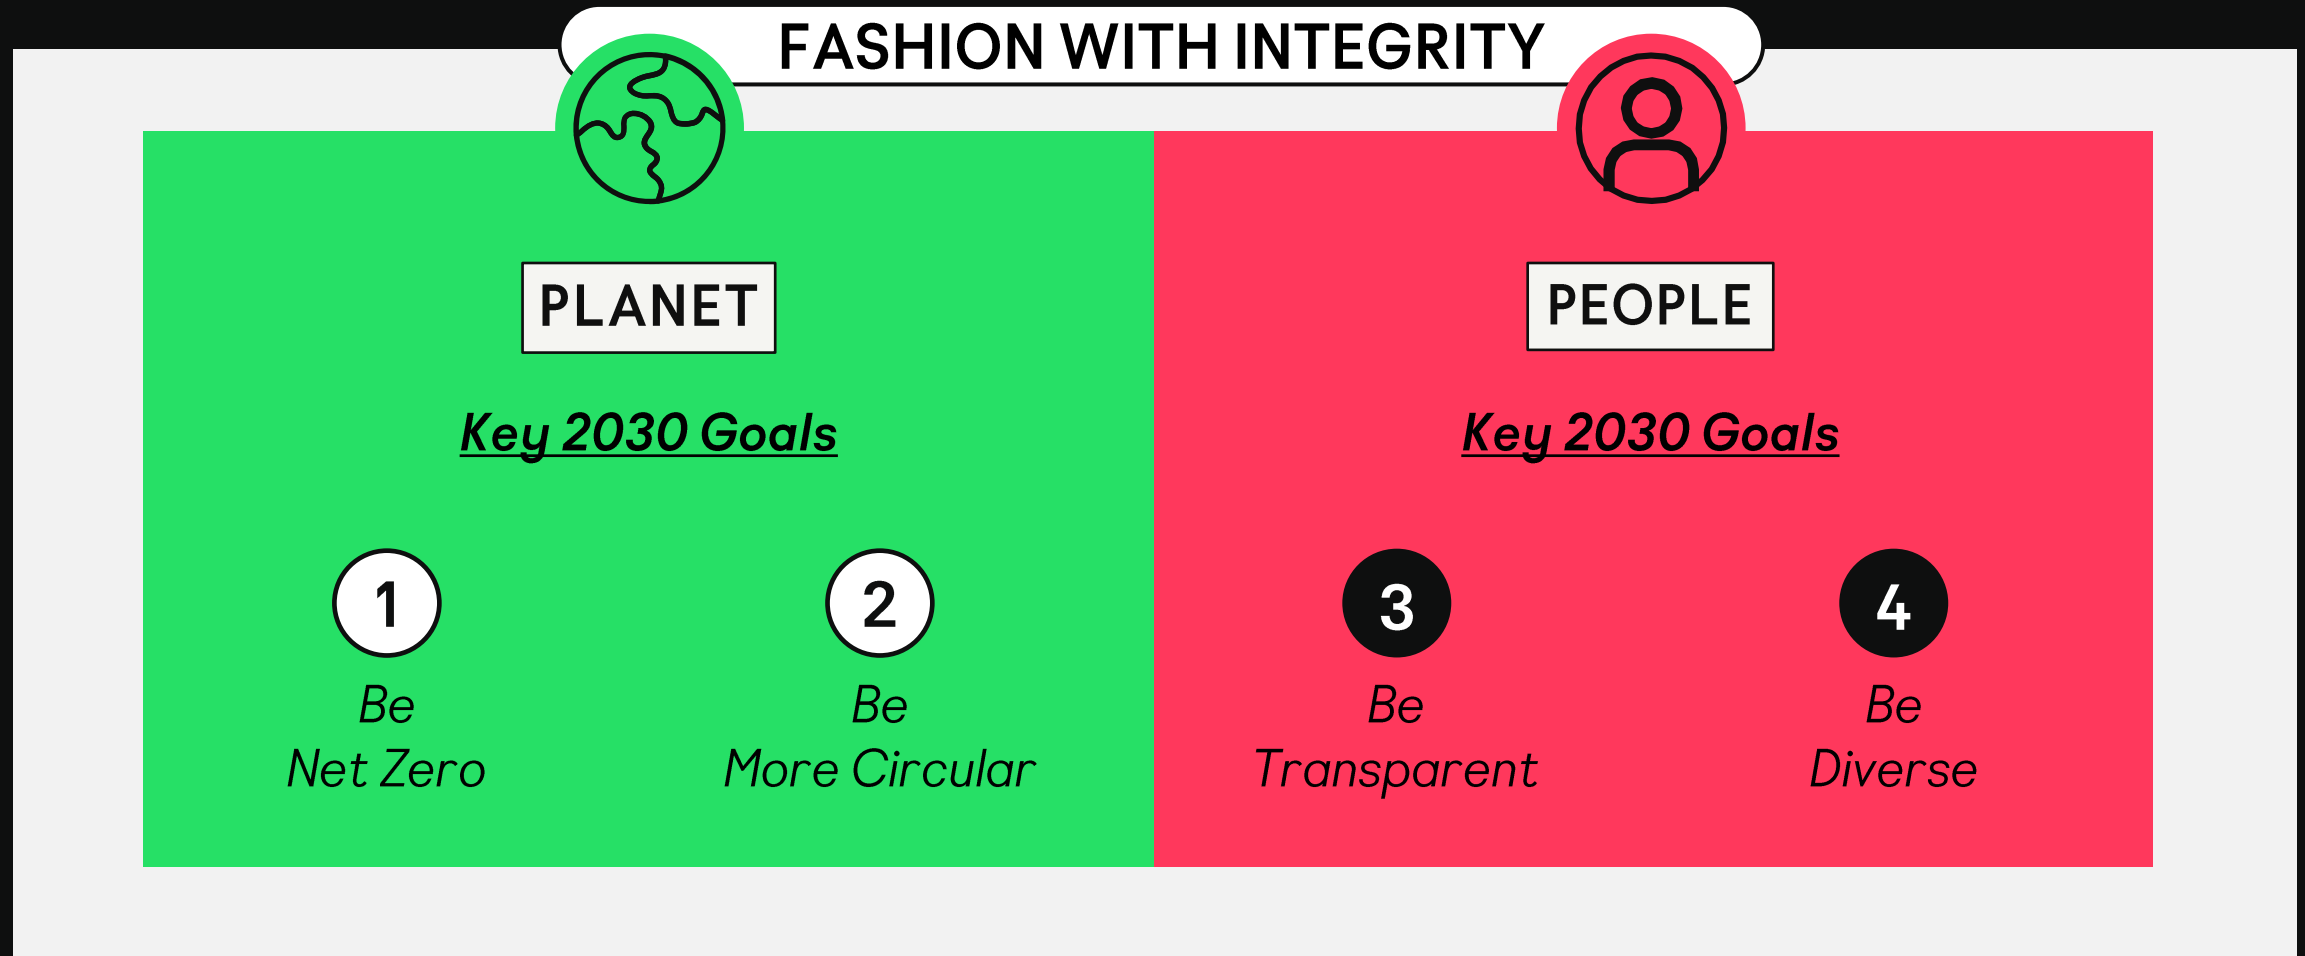 FASHION WITH INTEGRITY
PLANET
Key 2030 Goals
1
Be
Net Zero
2
Be
More Circular
PEOPLE
Key 2030 Goals
3
Be
Transparent
4
Be
Diverse